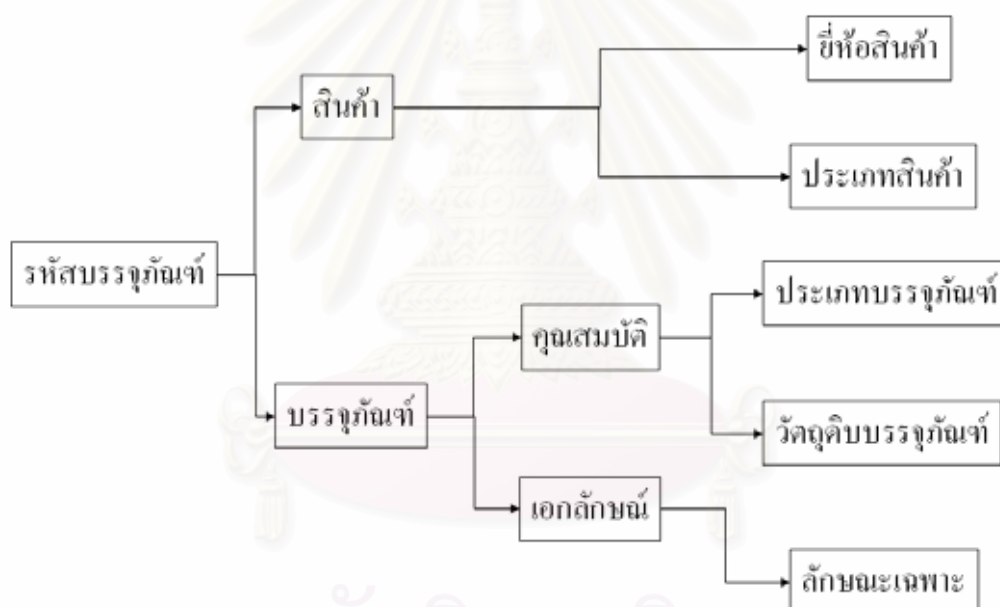 ยี่ห้อสินค้า
สินค้า
ประเภทสินค้า
รหัสบรรจุภัณฑ์
ประเภทบรรจุภัณฑ์
คุณสมบัติ
บรรจุภัณฑ์
วัตถุดิบบรรจุภัณฑ์
เอกลักษณ์
ลักษณะเฉพาะ